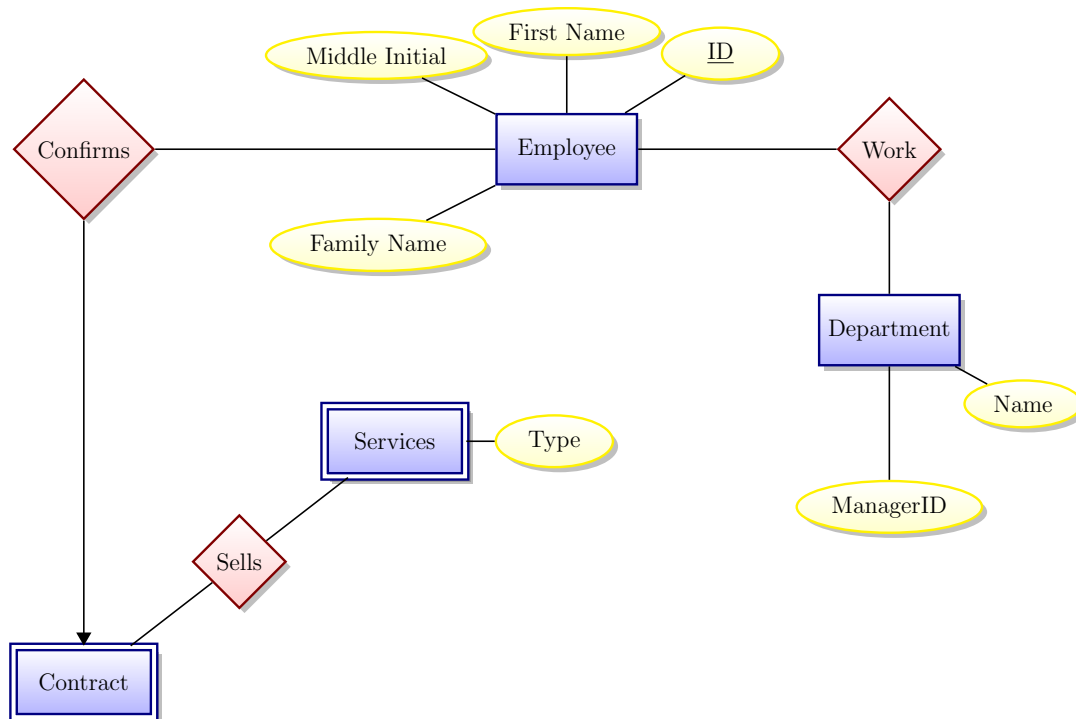 First Name
Middle Initial
ID
Confirms
Employee
Work
Family Name
Department
Name
Services
Type
ManagerID
Sells
Contract